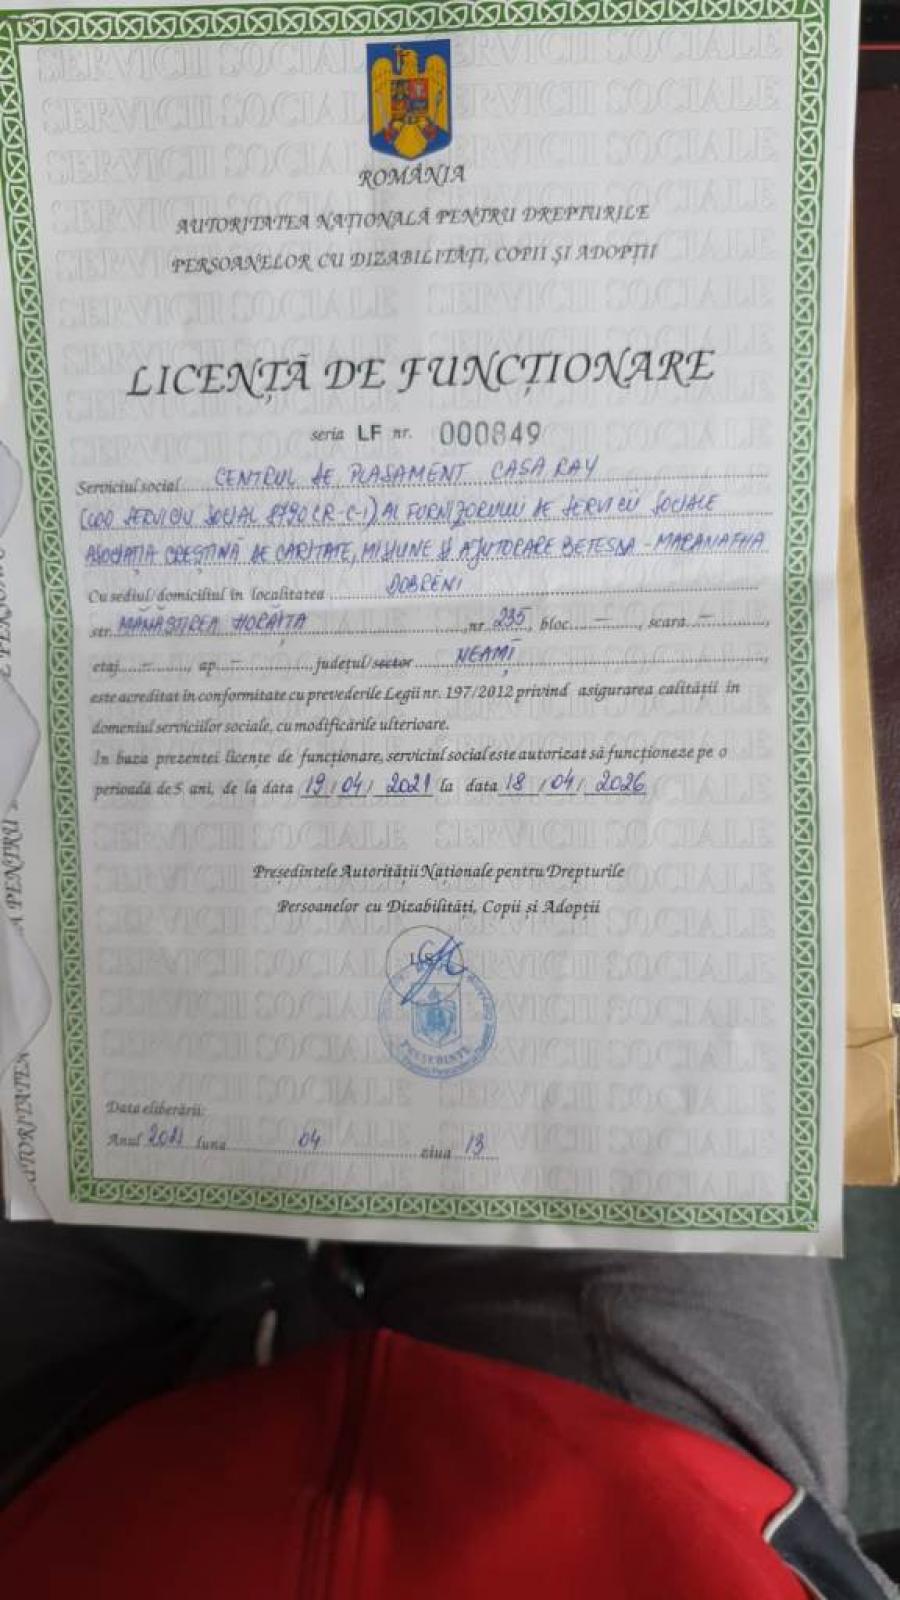 ROMÂNIA
AUTORITATEA NAȚIONALĂ PENTRU DREPTURILE
PERSOANELOR CU DIZABILITĂȚI, COPII ȘI ADOPȚII
LICENȚĂ DE FUNCȚIONARE
seria LF nr. 000849
Serviciul social CENTRUL DE PLASAMENT CASA RAY
(COD SERVICIU SOCIAL 8790CR-C-I) AL FURNIZORULUI DE SERVICII SOCIALE
ASOCIAȚIA CREȘTINĂ DE CARITATE, MISIUNE ȘI AJUTORARE BETESDA - MARANATHA
Cu sediul/domiciliul în localitatea DOBRENI
str. MĂNĂSTIREA HORAIȚA, nr. 235, bloc — , scara — ,
etaj — , ap. — , județul/sector NEAMȚ ,
este acreditat în conformitate cu prevederile Legii nr. 197/2012 privind asigurarea calității în
domeniul serviciilor sociale, cu modificările ulterioare.
În baza prezentei licențe de funcționare, serviciul social este autorizat să funcționeze pe o
perioadă de 5 ani, de la data 19/04/2021 la data 18/04/2026
Președintele Autorității Naționale pentru Drepturile
Persoanelor cu Dizabilități, Copii și Adopții
PREȘEDINTE
Data eliberării:
Anul 2021 luna 04 ziua 13